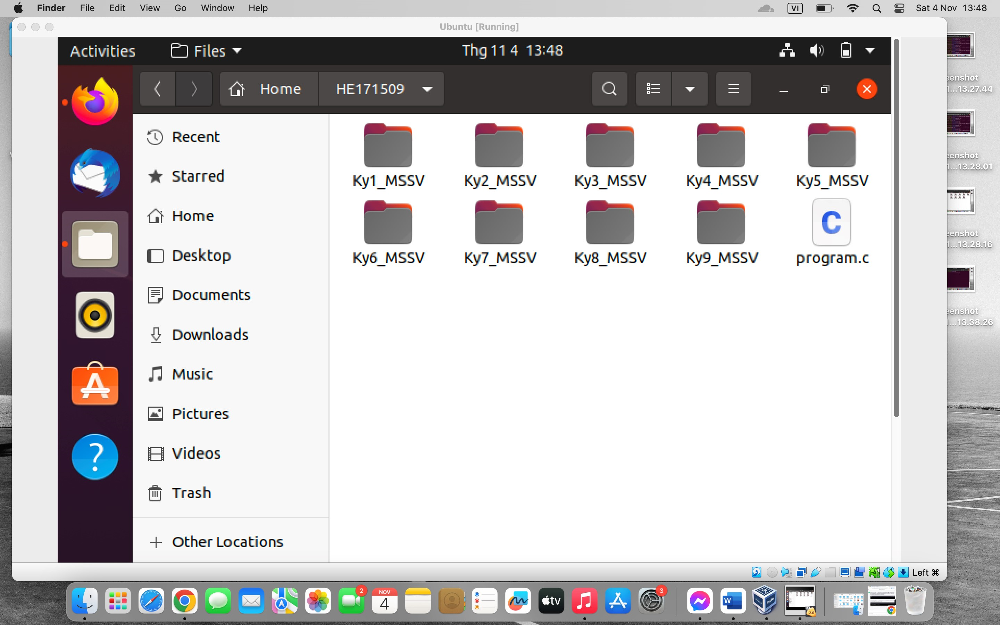 Finder File Edit View Go Window Help VI Sat 4 Nov 13:48
Ubuntu [Running]
Activities Files Thg 11 4 13:48
Home HE171509
Recent
Starred
Home
Desktop
Documents
Downloads
Music
Pictures
Videos
Trash
Other Locations
Ky1_MSSV Ky2_MSSV Ky3_MSSV Ky4_MSSV Ky5_MSSV
C
Ky6_MSSV Ky7_MSSV Ky8_MSSV Ky9_MSSV program.c
eenshot
1...13.27.44
eenshot
1...13.28.01
eenshot
1...13.28.16
eenshot
1...13.38.26
Left ⌘
2 NOV 3
4 tv W